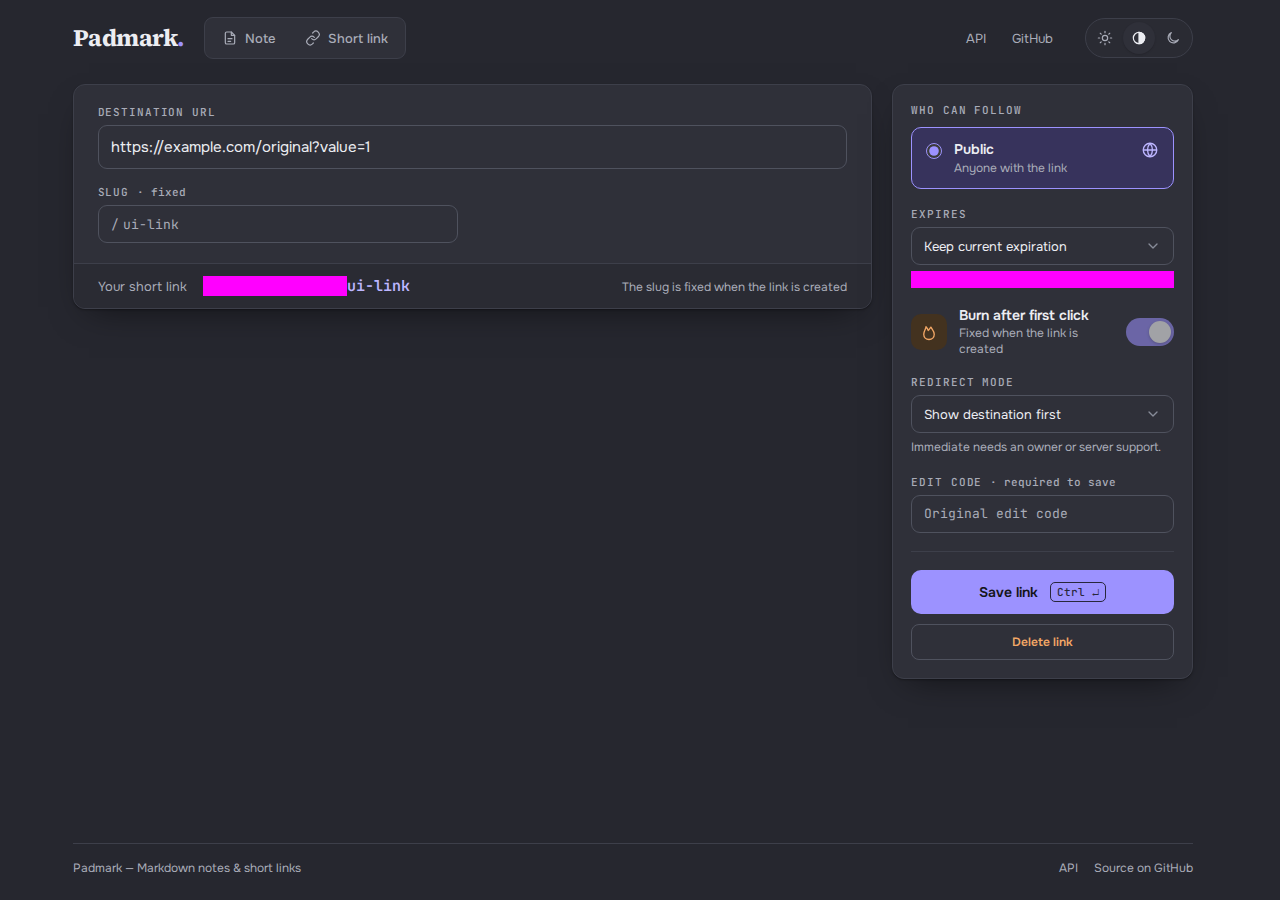 Padmark.
Note
Short link
API
GitHub
DESTINATION URL
https://example.com/original?value=1
SLUG · fixed
/ ui-link
Your short link
ui-link
The slug is fixed when the link is created
WHO CAN FOLLOW
Public
Anyone with the link
EXPIRES
Keep current expiration
Burn after first click
Fixed when the link is
created
REDIRECT MODE
Show destination first
Immediate needs an owner or server support.
EDIT CODE · required to save
Original edit code
Save link
Ctrl ↵
Delete link
Padmark — Markdown notes & short links
API
Source on GitHub